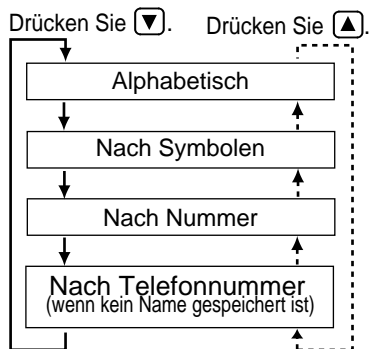 Drücken Sie ▼. Drücken Sie ▲.
Alphabetisch
Nach Symbolen
Nach Nummer
Nach Telefonnummer
(wenn kein Name gespeichert ist)